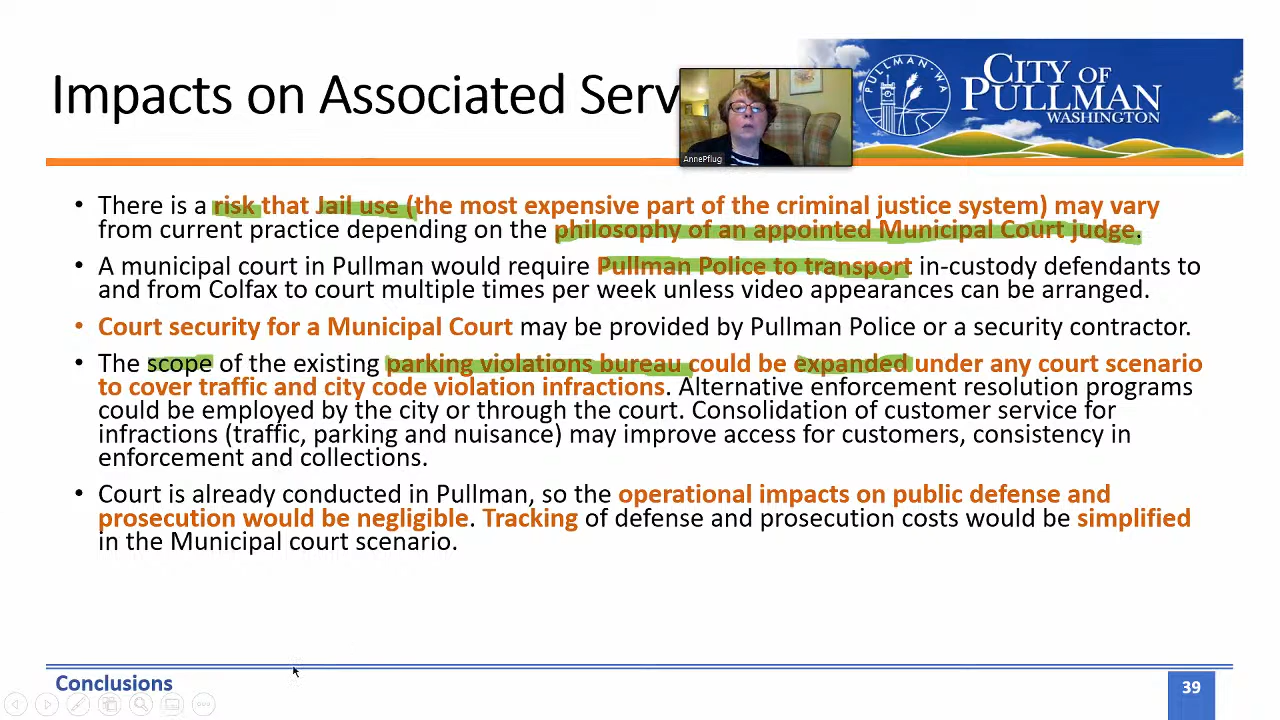 Impacts on Associated Serv
PULLMAN·WA
CITY OF
PULLMAN
WASHINGTON
AnnePflug
• There is a risk that Jail use (the most expensive part of the criminal justice system) may vary
from current practice depending on the philosophy of an appointed Municipal Court judge.
• A municipal court in Pullman would require Pullman Police to transport in-custody defendants to
and from Colfax to court multiple times per week unless video appearances can be arranged.
• Court security for a Municipal Court may be provided by Pullman Police or a security contractor.
• The scope of the existing parking violations bureau could be expanded under any court scenario
to cover traffic and city code violation infractions. Alternative enforcement resolution programs
could be employed by the city or through the court. Consolidation of customer service for
infractions (traffic, parking and nuisance) may improve access for customers, consistency in
enforcement and collections.
• Court is already conducted in Pullman, so the operational impacts on public defense and
prosecution would be negligible. Tracking of defense and prosecution costs would be simplified
in the Municipal court scenario.
Conclusions
39